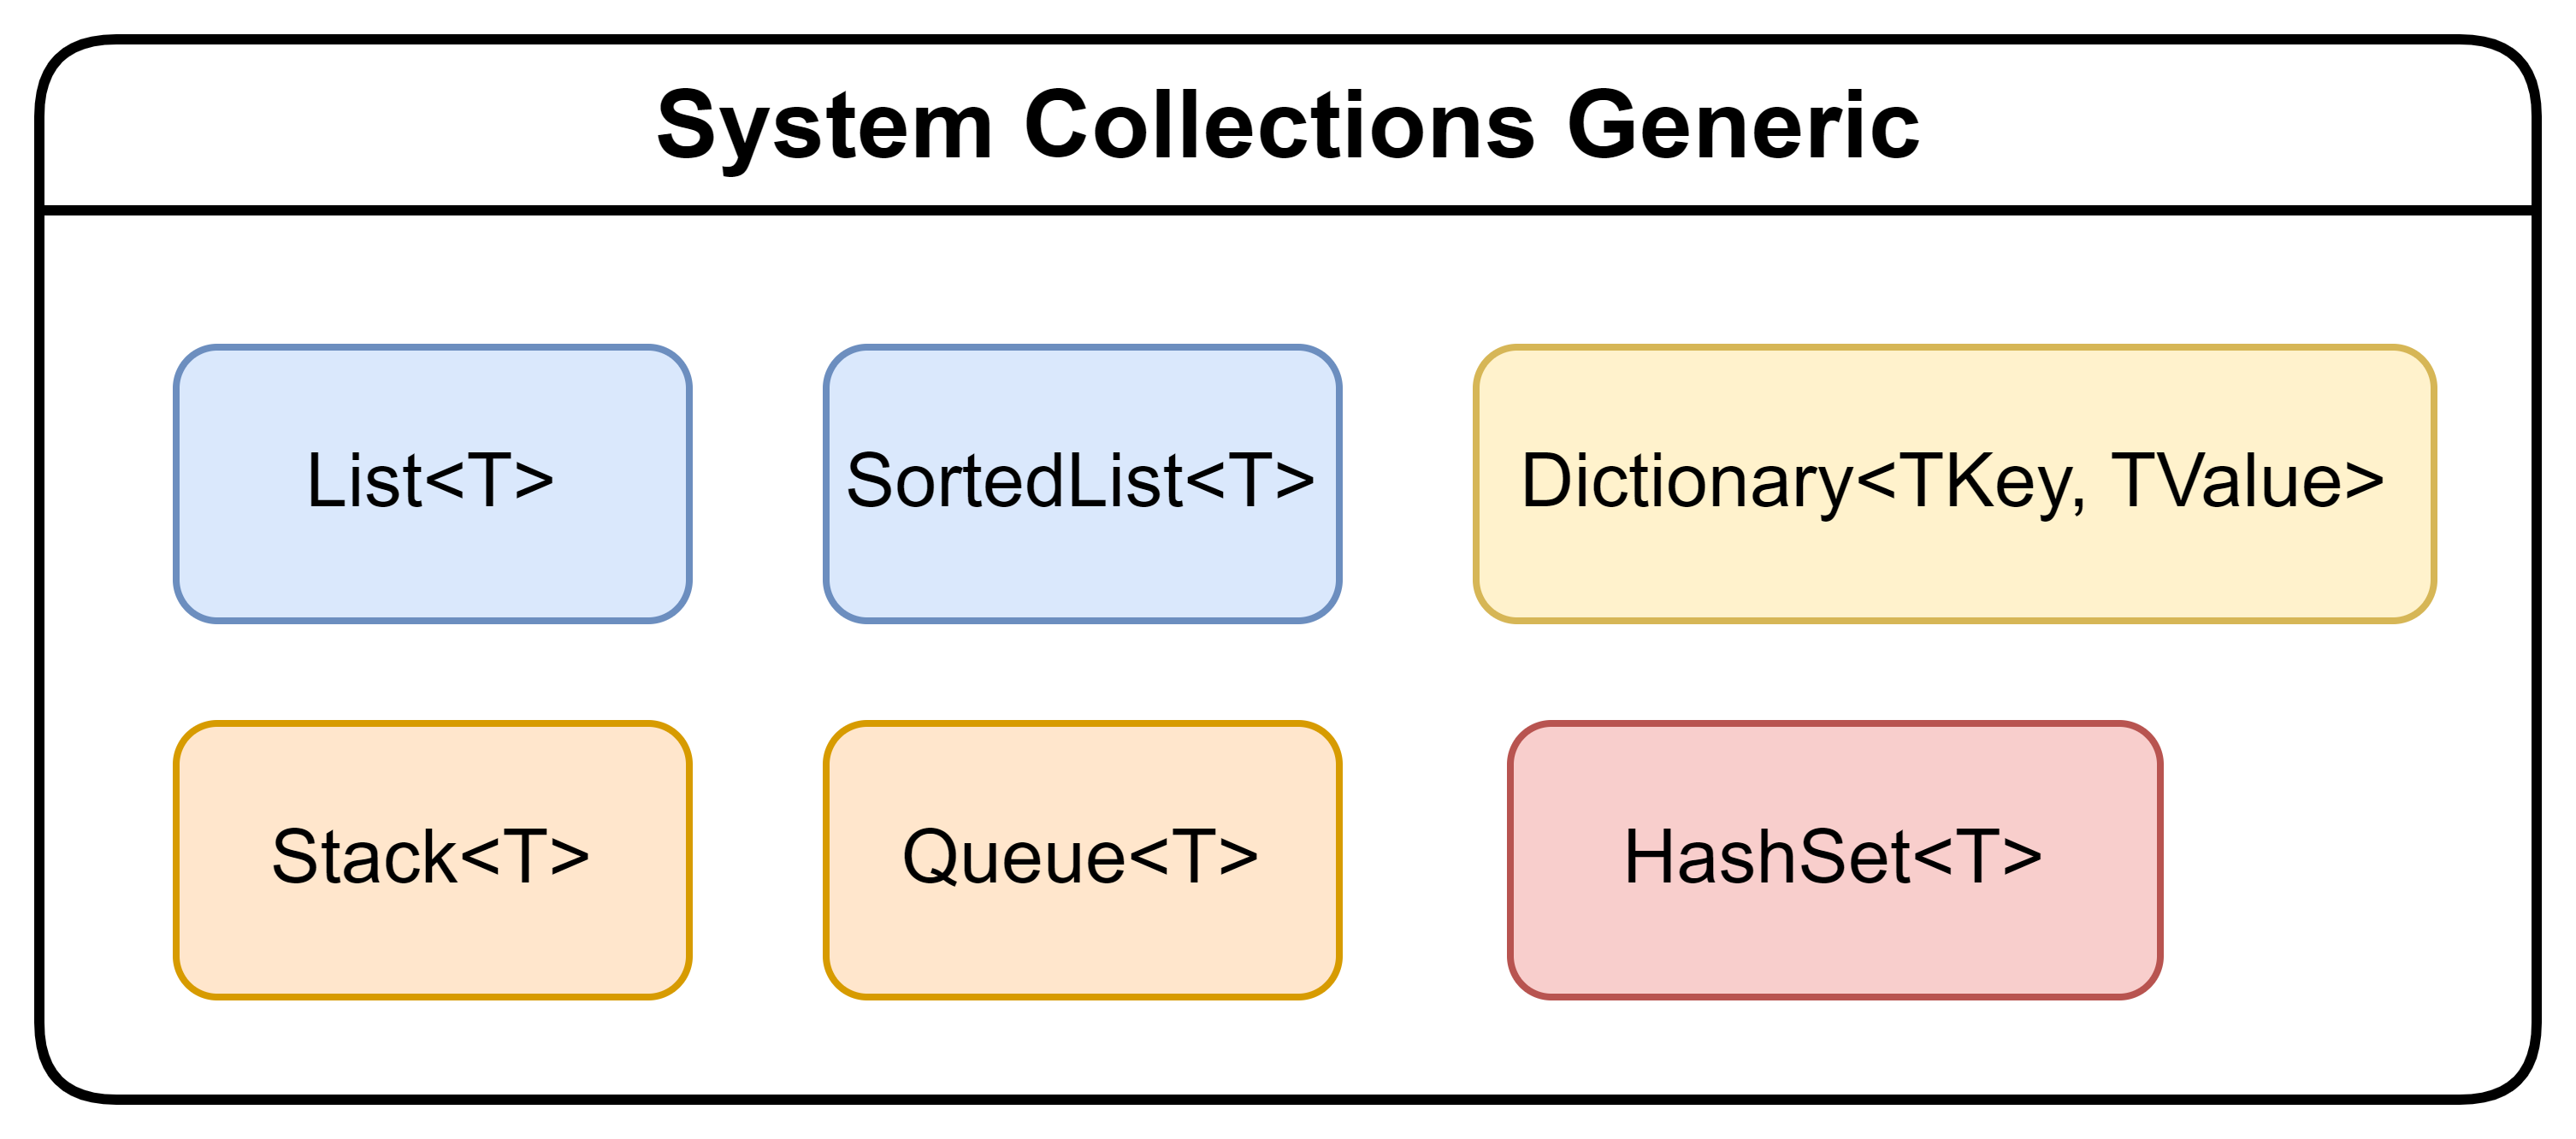 System Collections Generic
List<T>
SortedList<T>
Dictionary<TKey, TValue>
Stack<T>
Queue<T>
HashSet<T>